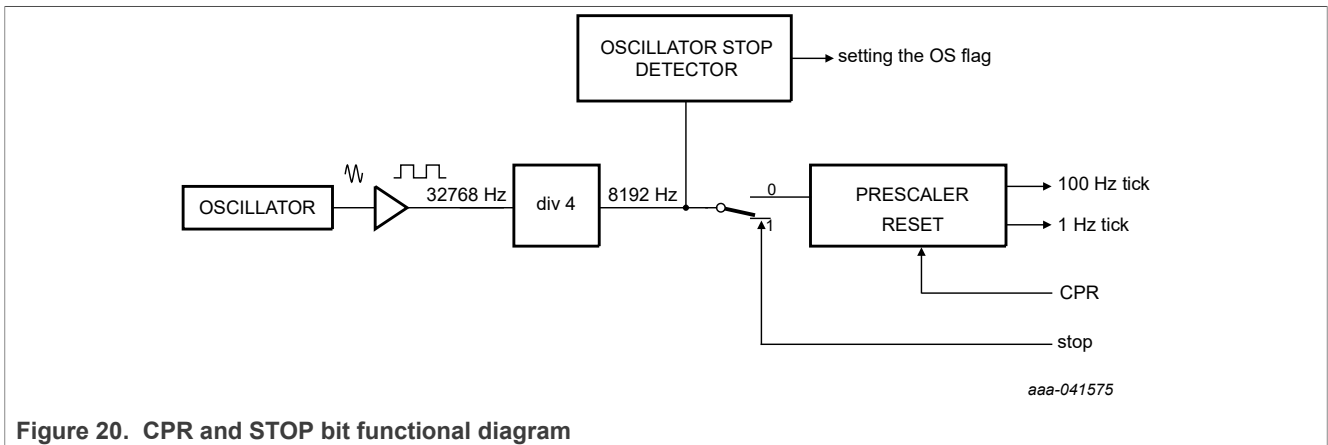 OSCILLATOR STOP
DETECTOR
setting the OS flag
OSCILLATOR
32768 Hz
div 4
8192 Hz
0
1
PRESCALER
RESET
100 Hz tick
1 Hz tick
CPR
stop
aaa-041575
Figure 20. CPR and STOP bit functional diagram